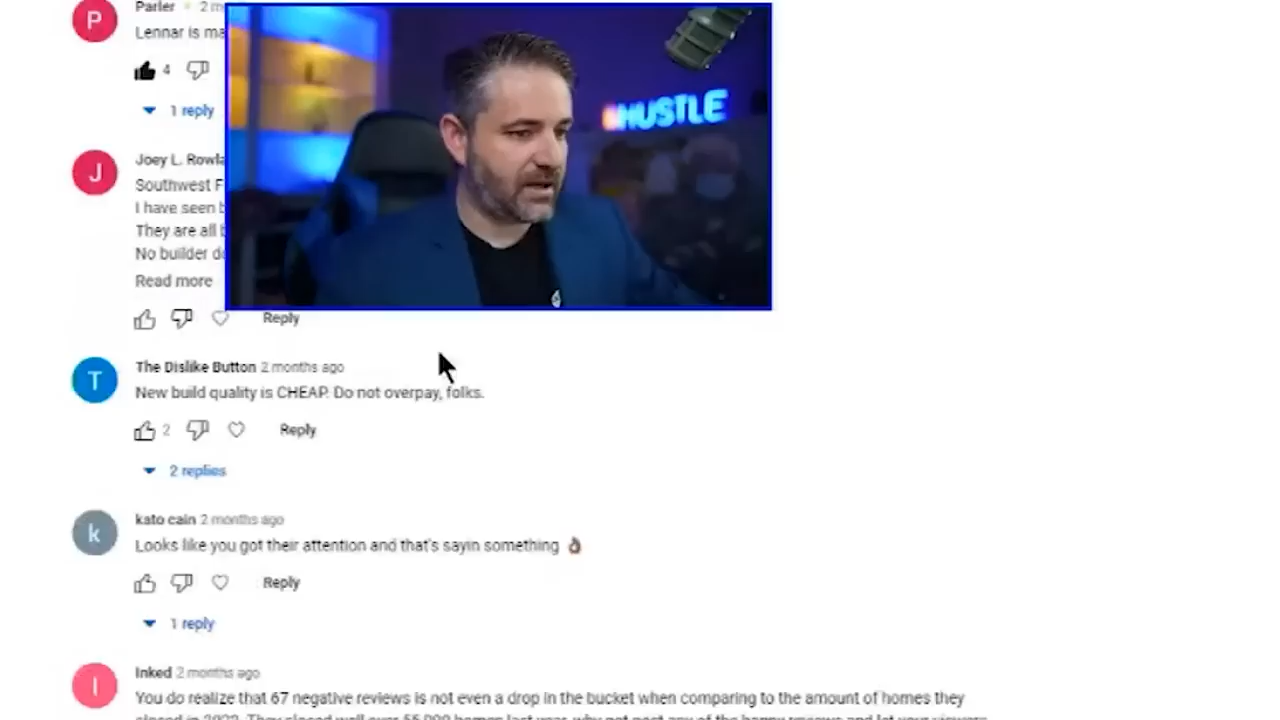 Parler 2
Lennar is
4
1 reply
HUSTLE
Joey L.
Southwest
I have seen
They are all
No builder
Read more
Reply
The Dislike Button 2 months ago
New build quality is CHEAP. Do not overpay, folks.
2 Reply
2 replies
kato cain 2 months ago
Looks like you got their attention and that's sayin something 👌🏾
Reply
1 reply
Inked 2 months ago
You do realize that 67 negative reviews is not even a drop in the bucket when comparing to the amount of homes they